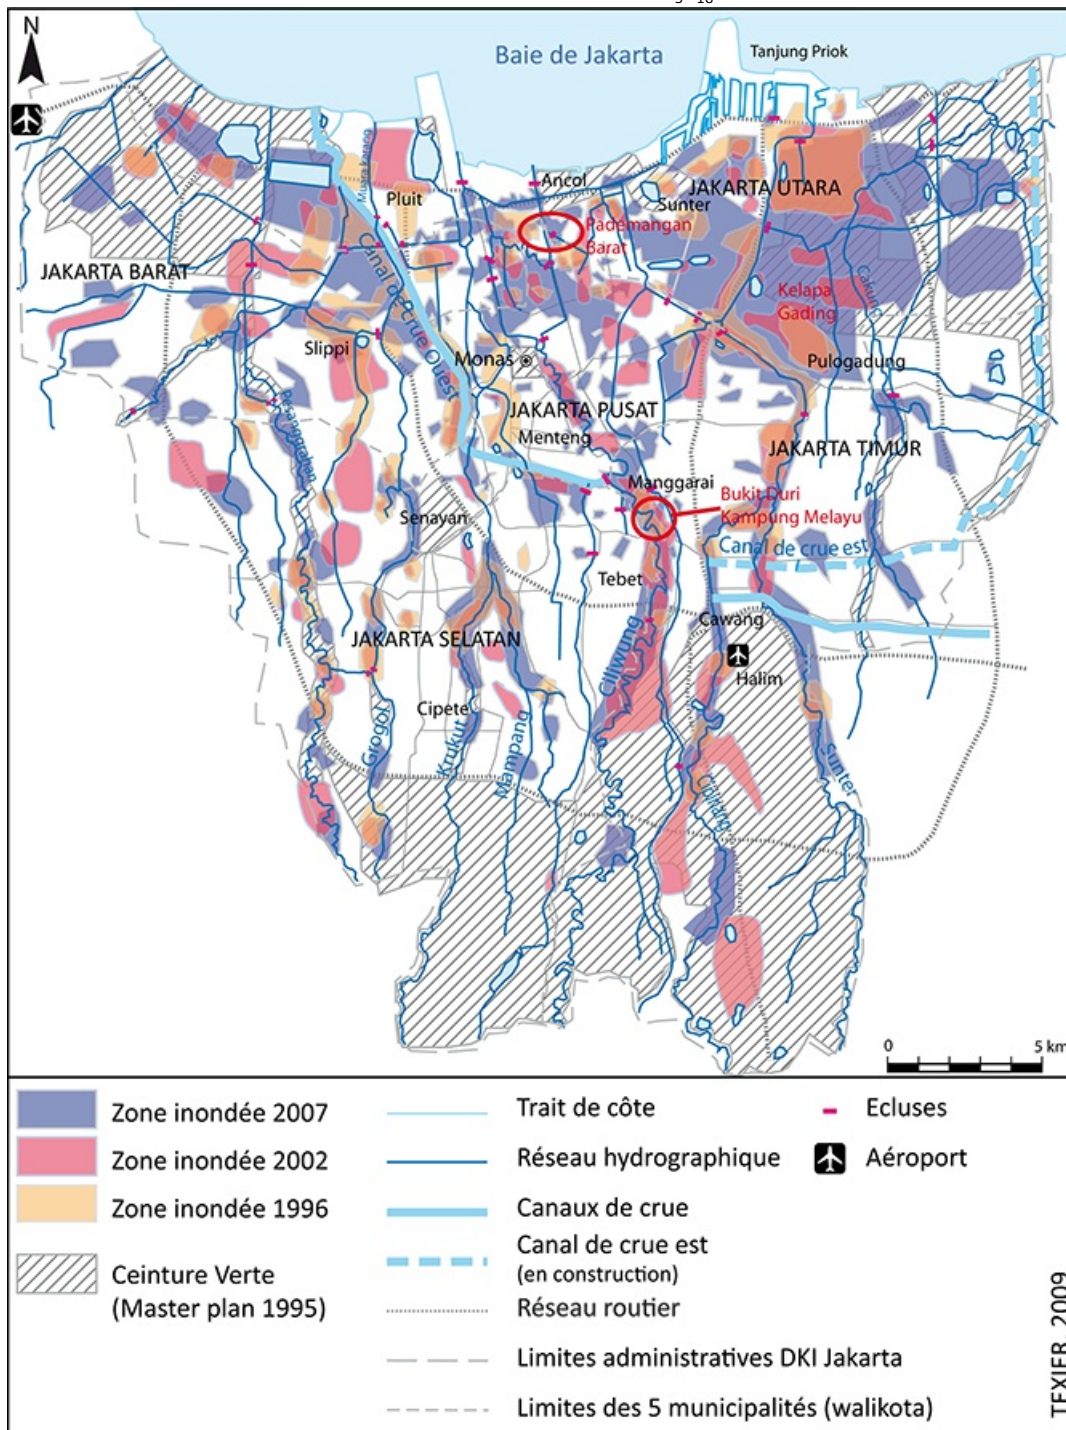 N
Baie de Jakarta
Tanjung Priok
Muara Karang
Pluit
Ancol
JAKARTA UTARA
Sunter
Pademangan
Barat
JAKARTA BARAT
Canal de crue Ouest
Kelapa
Gading
Cakung
Slippi
Monas
Pulogadung
Pesanggrahan
JAKARTA PUSAT
Menteng
JAKARTA TIMUR
Manggarai
Bukit Duri
Kampung Melayu
Senayan
Canal de crue est
Tebet
Cawang
JAKARTA SELATAN
Ciliwung
Halim
Cipete
Grogol
Krukut
Mampang
Cipinang
Sunter
0 5 km
Zone inondée 2007
Zone inondée 2002
Zone inondée 1996
Ceinture Verte
(Master plan 1995)
Trait de côte
Réseau hydrographique
Canaux de crue
Canal de crue est
(en construction)
Réseau routier
Limites administratives DKI Jakarta
Limites des 5 municipalités (walikota)
Ecluses
Aéroport
TEXIER, 2009